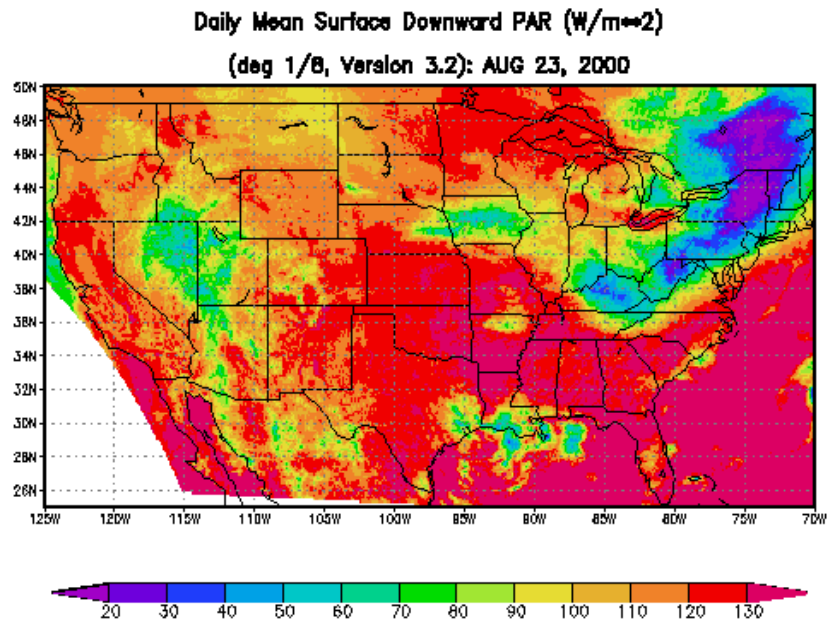 Daily Mean Surface Downward PAR (W/m**2)
(deg 1/8, Version 3.2): AUG 23, 2000
50N
48N
46N
44N
42N
40N
38N
36N
34N
32N
30N
28N
26N
125W 120W 115W 110W 105W 100W 95W 90W 85W 80W 75W 70W
20 30 40 50 60 70 80 90 100 110 120 130